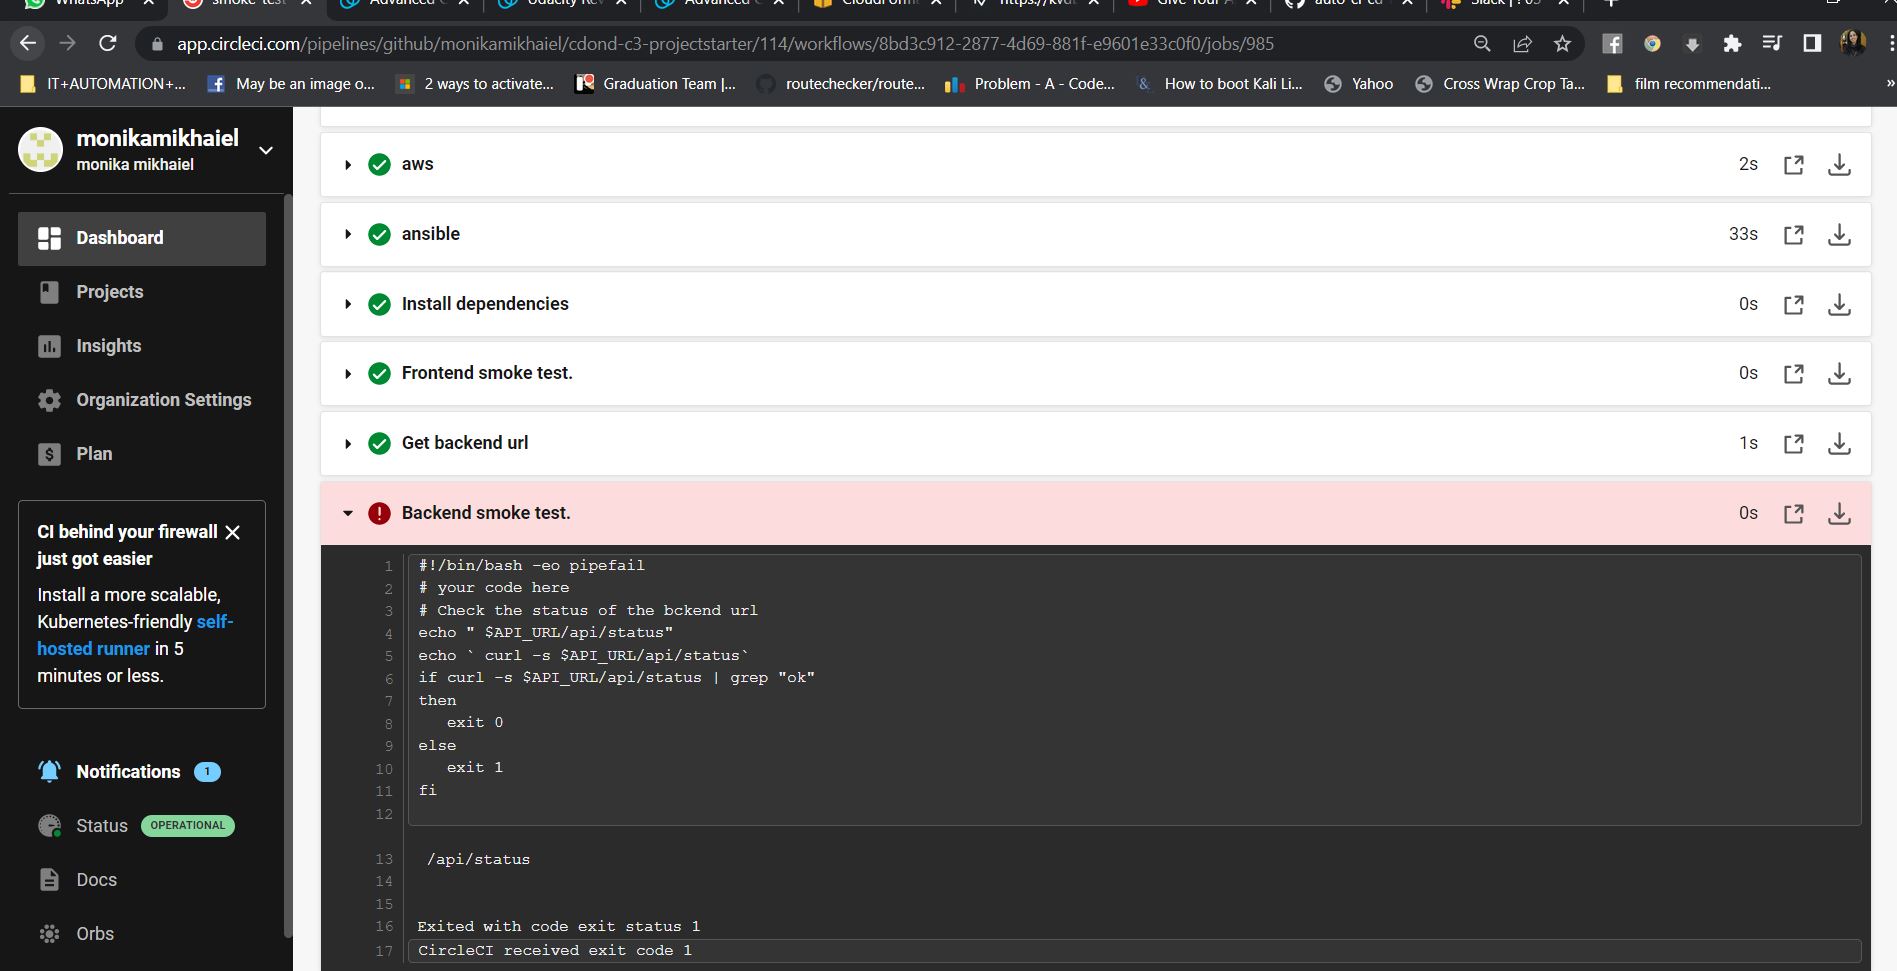 WhatsApp
smoke-test
Advanced
Udacity Rev
Advanced
CloudForm
https://kvdb
Give Your A
auto-ci-cd
Slack | ! 05
app.circleci.com/pipelines/github/monikamikhaiel/cdond-c3-projectstarter/114/workflows/8bd3c912-2877-4d69-881f-e9601e33c0f0/jobs/985
IT+AUTOMATION+... May be an image o... 2 ways to activate... Graduation Team |... routechecker/route... Problem - A - Code... How to boot Kali Li... Yahoo Cross Wrap Crop Ta... film recommendati... »
monikamikhaiel
monika mikhaiel
Dashboard
Projects
Insights
Organization Settings
Plan
CI behind your firewall
just got easier
Install a more scalable,
Kubernetes-friendly self-
hosted runner in 5
minutes or less.
Notifications 1
Status OPERATIONAL
Docs
Orbs
aws 2s
ansible 33s
Install dependencies 0s
Frontend smoke test. 0s
Get backend url 1s
Backend smoke test. 0s
1 #!/bin/bash -eo pipefail
2 # your code here
3 # Check the status of the bckend url
4 echo " $API_URL/api/status"
5 echo ` curl -s $API_URL/api/status`
6 if curl -s $API_URL/api/status | grep "ok"
7 then
8 exit 0
9 else
10 exit 1
11 fi
12
13 /api/status
14
15
16 Exited with code exit status 1
17 CircleCI received exit code 1